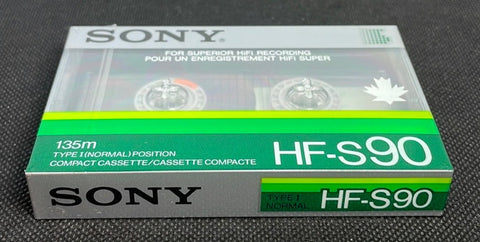 SONY
FOR SUPERIOR HiFi RECORDING
POUR UN ENREGISTREMENT HiFi SUPER
135m
TYPE I (NORMAL) POSITION
COMPACT CASSETTE/CASSETTE COMPACTE
HF-S90
SONY
TYPE I
NORMAL
HF-S90